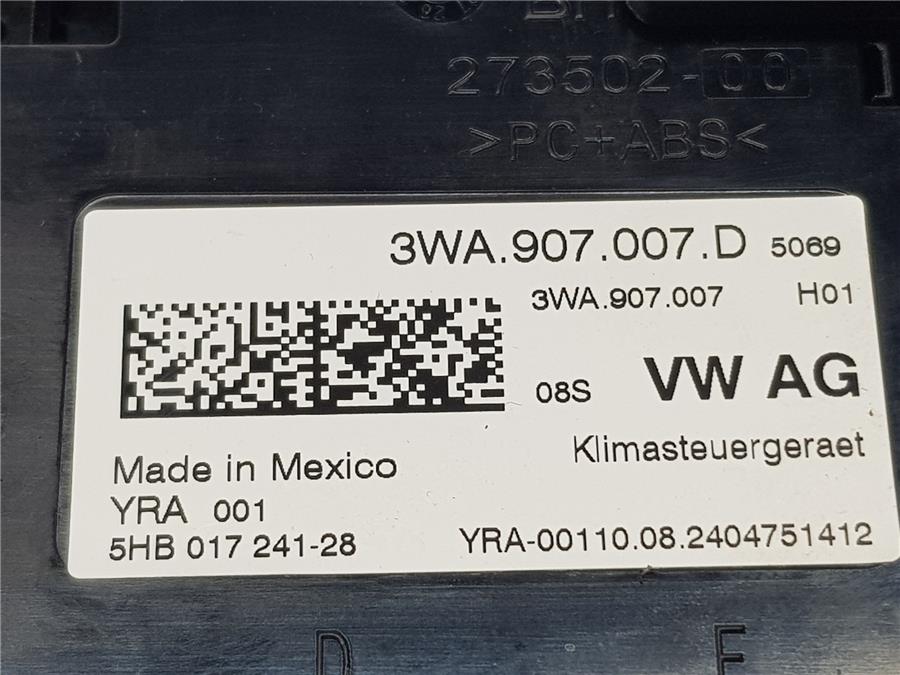 273502-00
>PC+ABS<
3WA.907.007.D 5069
3WA.907.007 H01
08S VW AG
Klimasteuergeraet
Made in Mexico
YRA 001
5HB 017 241-28
YRA-00110.08.2404751412
D E